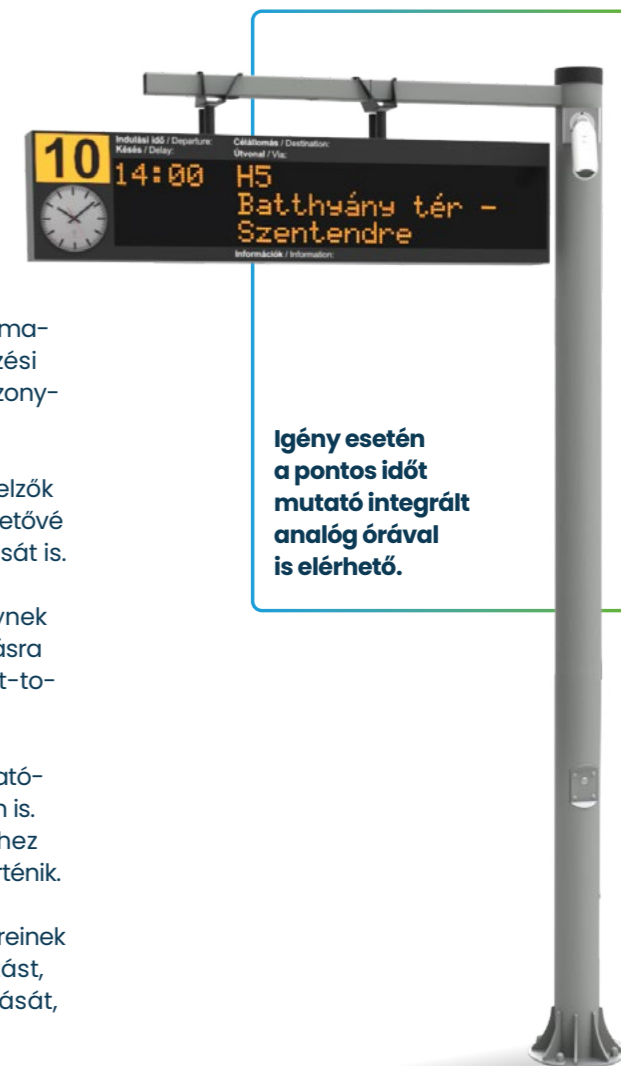 10
Indulási idő / Departure:
Késés / Delay:
Célállomás / Destination:
Útvonal / Via:
14:00
H5
Batthyány tér -
Szentendre
Információk / Information:
ma-
zési
zony-
elzők
etővé
sát is.
ynek
ásra
t-to-
ató-
n is.
hez
rténik.
reinek
ást,
ását,
Igény esetén
a pontos időt
mutató integrált
analóg órával
is elérhető.